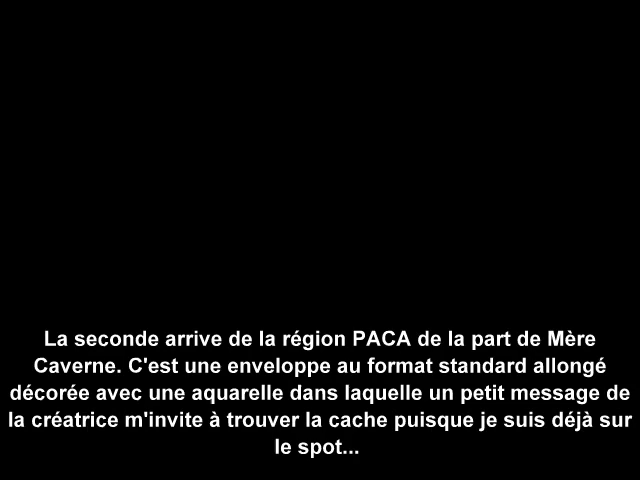 La seconde arrive de la région PACA de la part de Mère
Caverne. C'est une enveloppe au format standard allongé
décorée avec une aquarelle dans laquelle un petit message de
la créatrice m'invite à trouver la cache puisque je suis déjà sur
le spot...